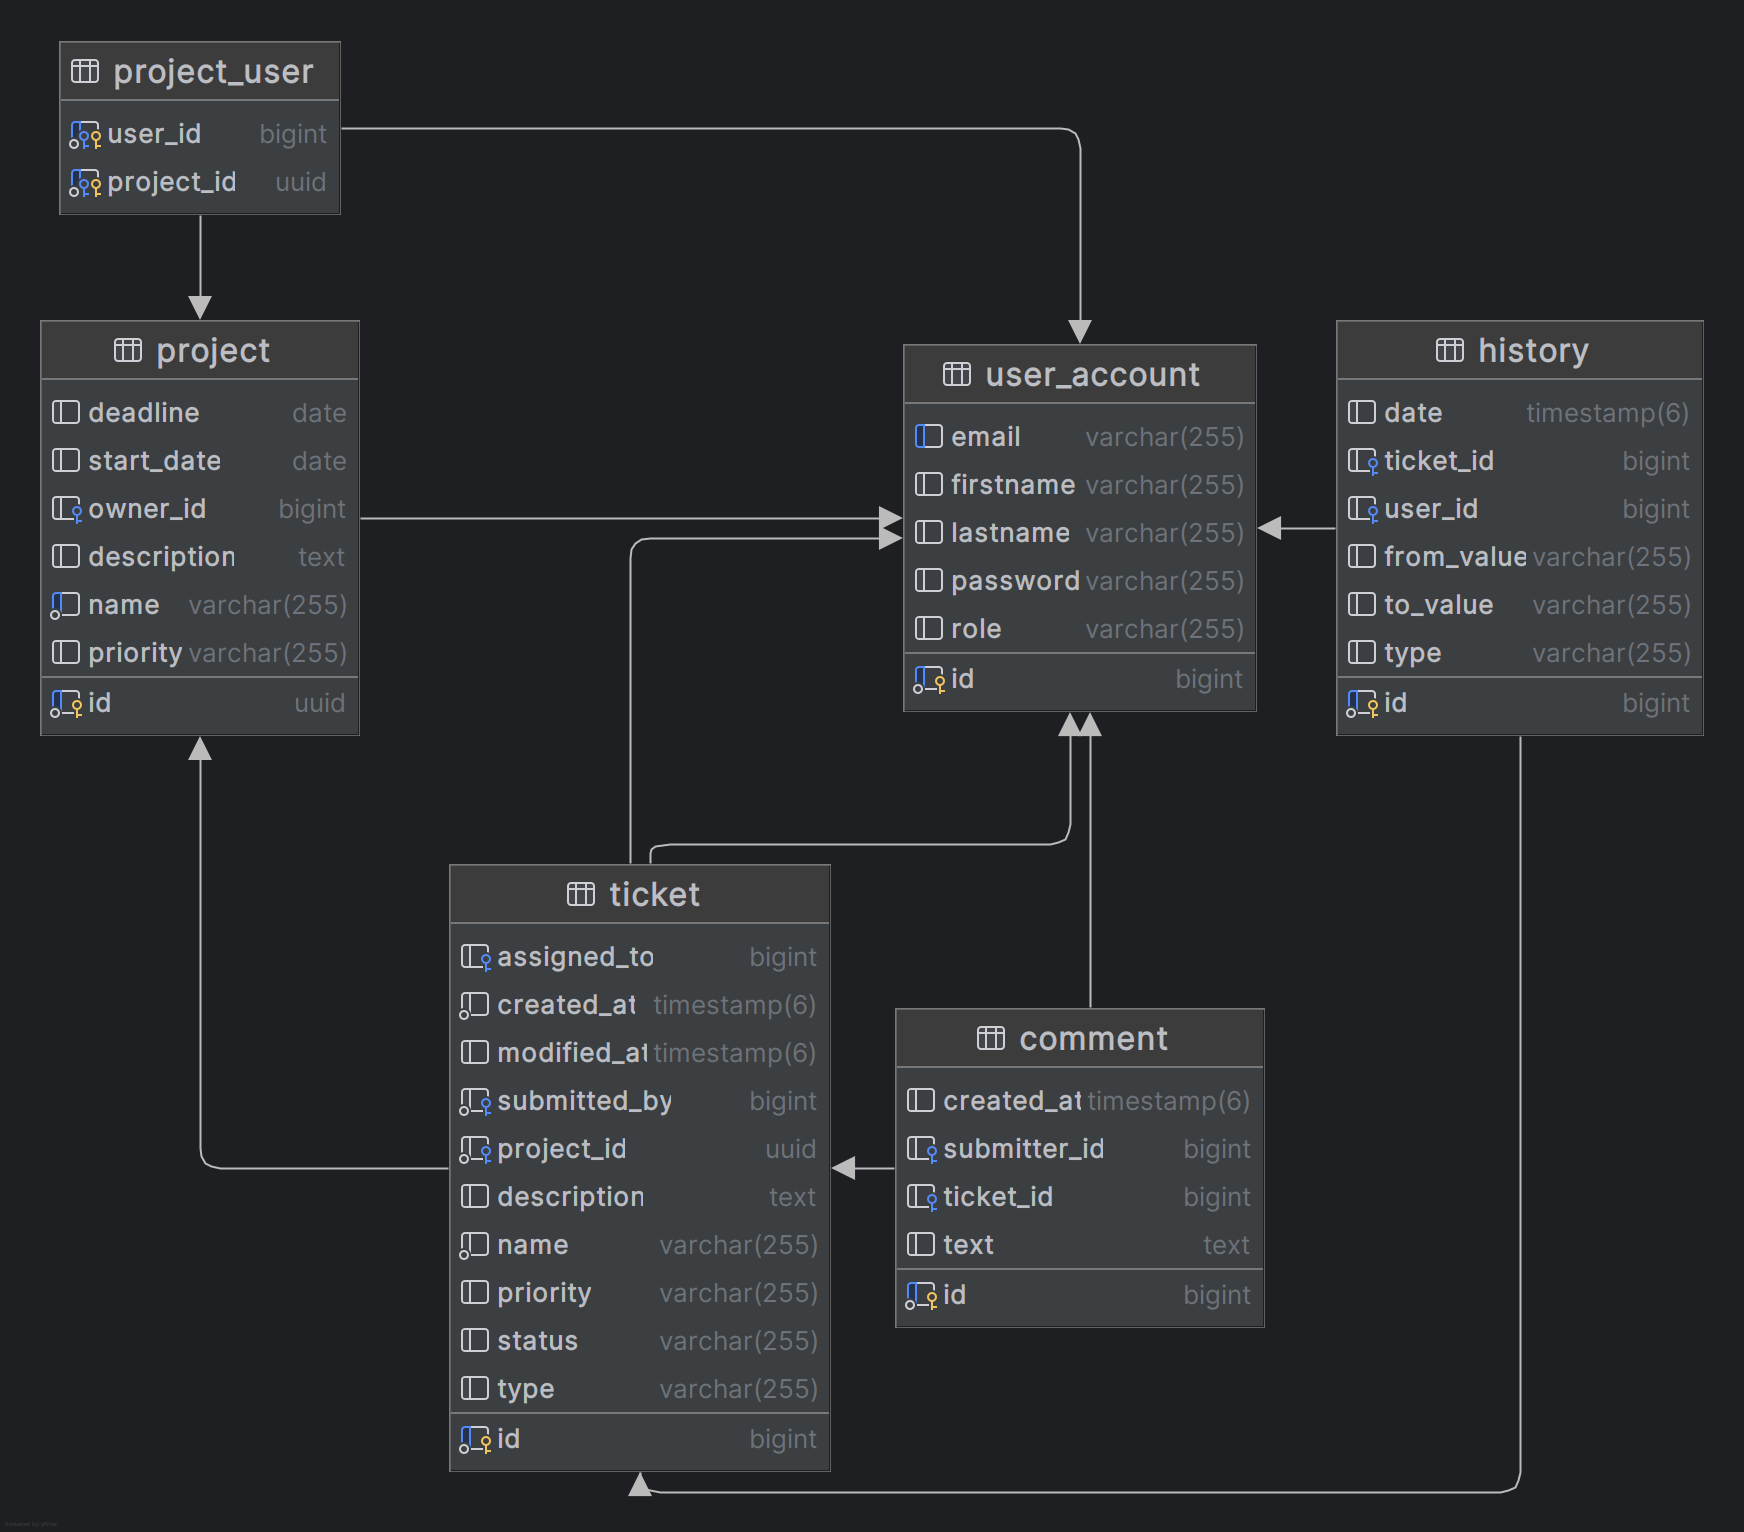 project_user
user_id bigint
project_id uuid
project
deadline date
start_date date
owner_id bigint
description text
name varchar(255)
priority varchar(255)
id uuid
user_account
email varchar(255)
firstname varchar(255)
lastname varchar(255)
password varchar(255)
role varchar(255)
id bigint
history
date timestamp(6)
ticket_id bigint
user_id bigint
from_value varchar(255)
to_value varchar(255)
type varchar(255)
id bigint
ticket
assigned_to bigint
created_at timestamp(6)
modified_at timestamp(6)
submitted_by bigint
project_id uuid
description text
name varchar(255)
priority varchar(255)
status varchar(255)
type varchar(255)
id bigint
comment
created_at timestamp(6)
submitter_id bigint
ticket_id bigint
text text
id bigint
Powered by yFiles